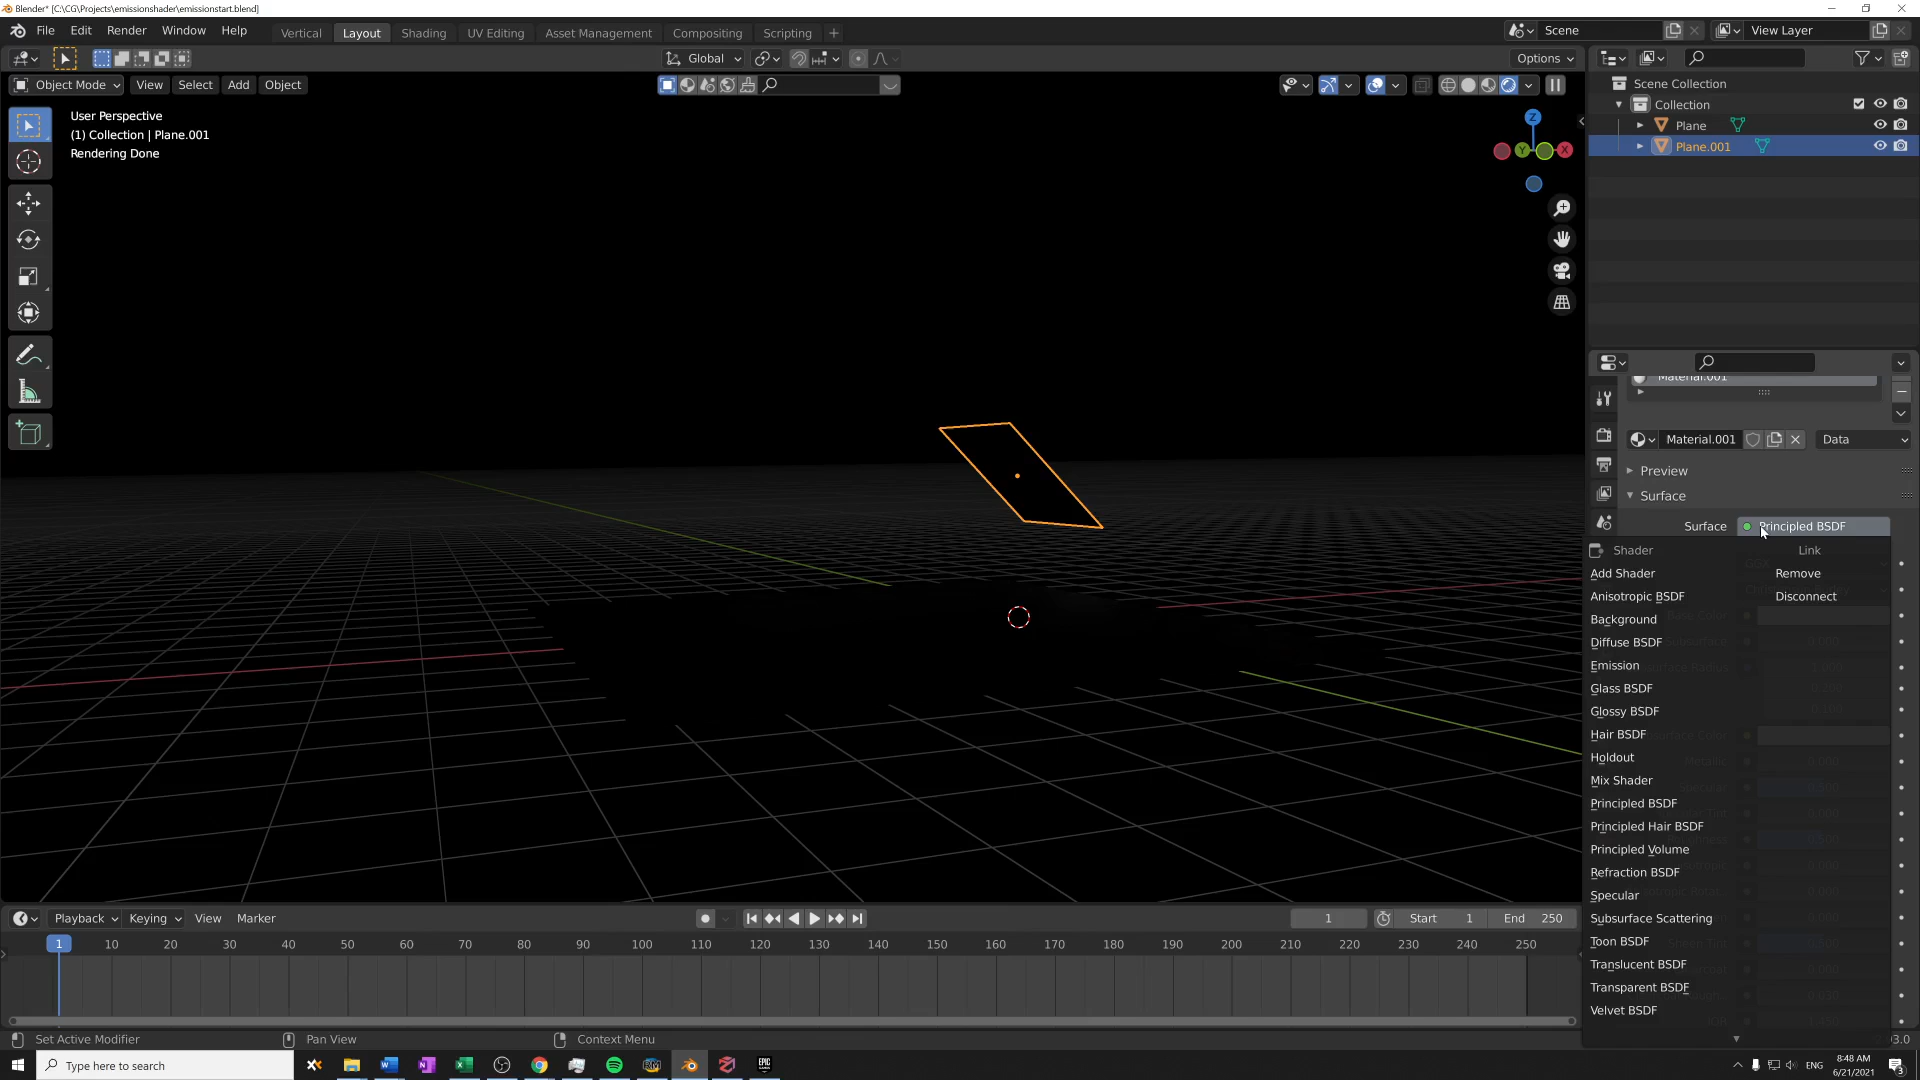 Blender* [C:\CG\Projects\emissionshader\emissionstart.blend]
File Edit Render Window Help Vertical Layout Shading UV Editing Asset Management Compositing Scripting + Scene View Layer
Global Options
Object Mode View Select Add Object
User Perspective
(1) Collection | Plane.001
Rendering Done
Z
Y
X
Scene Collection
Collection
Plane
Plane.001
Material.001
Material.001 Data
Preview
Surface
Surface Principled BSDF
Shader Link
Add Shader Remove
Anisotropic BSDF Disconnect
Background
Diffuse BSDF
Emission
Glass BSDF
Glossy BSDF
Hair BSDF
Holdout
Mix Shader
Principled BSDF
Principled Hair BSDF
Principled Volume
Refraction BSDF
Specular
Subsurface Scattering
Toon BSDF
Translucent BSDF
Transparent BSDF
Velvet BSDF
Playback Keying View Marker 1 Start 1 End 250
1 10 20 30 40 50 60 70 80 90 100 110 120 130 140 150 160 170 180 190 200 210 220 230 240 250
Set Active Modifier Pan View Context Menu
Type here to search
ENG
8:48 AM
6/21/2021